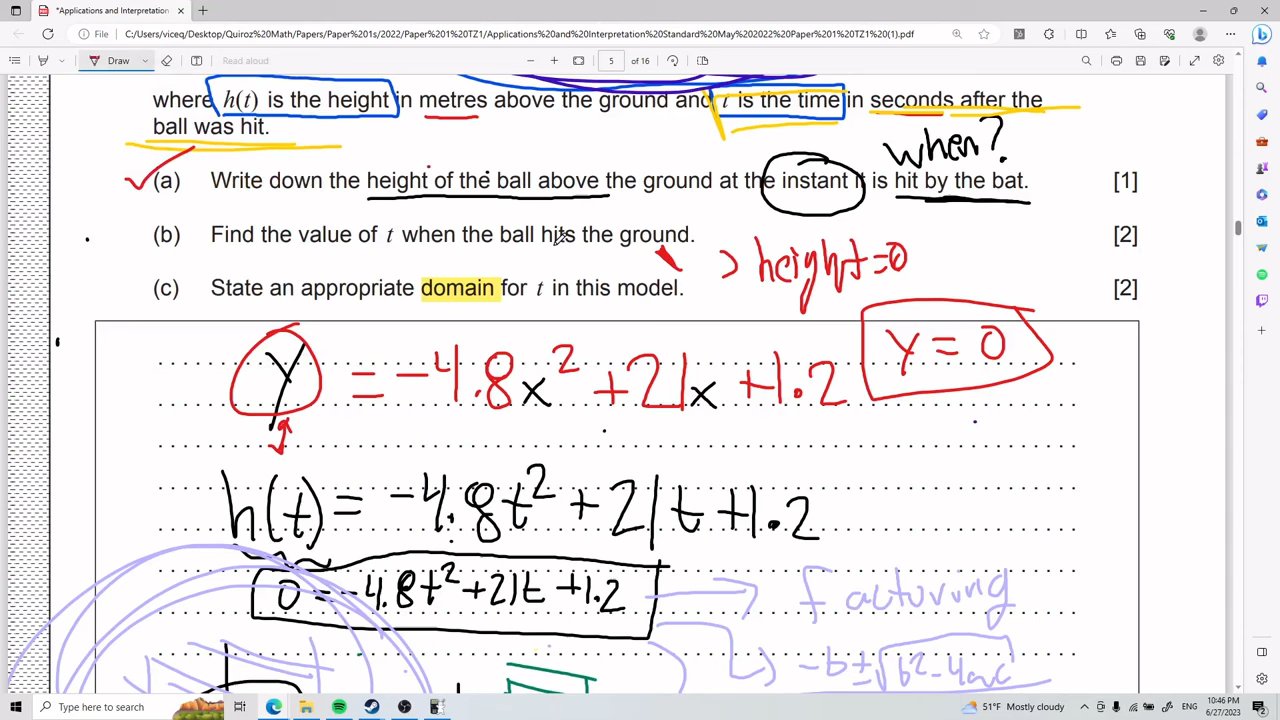 *Applications and Interpretation
File
C:/Users/viceq/Desktop/Quiroz%20Math/Papers/Paper%201s/2022/Paper%201%20TZ1/Applications%20and%20Interpretation%20Standard%20May%202022%20Paper%201%20TZ1%20(1).pdf
Draw
Read aloud
5 of 16
where h(t) is the height in metres above the ground and t is the time in seconds after the
ball was hit.
when?
(a) Write down the height of the ball above the ground at the instant it is hit by the bat. [1]
(b) Find the value of t when the ball hits the ground. [2]
height=0
(c) State an appropriate domain for t in this model. [2]
y = 0
y = -4.8x² +21x +1.2
h(t) = -4.8t² + 21t +1.2
0 = -4.8t² +21t +1.2
factoring
-b±√b²-4ac
Type here to search
51°F Mostly cloudy
10:46 PM
6/27/2023